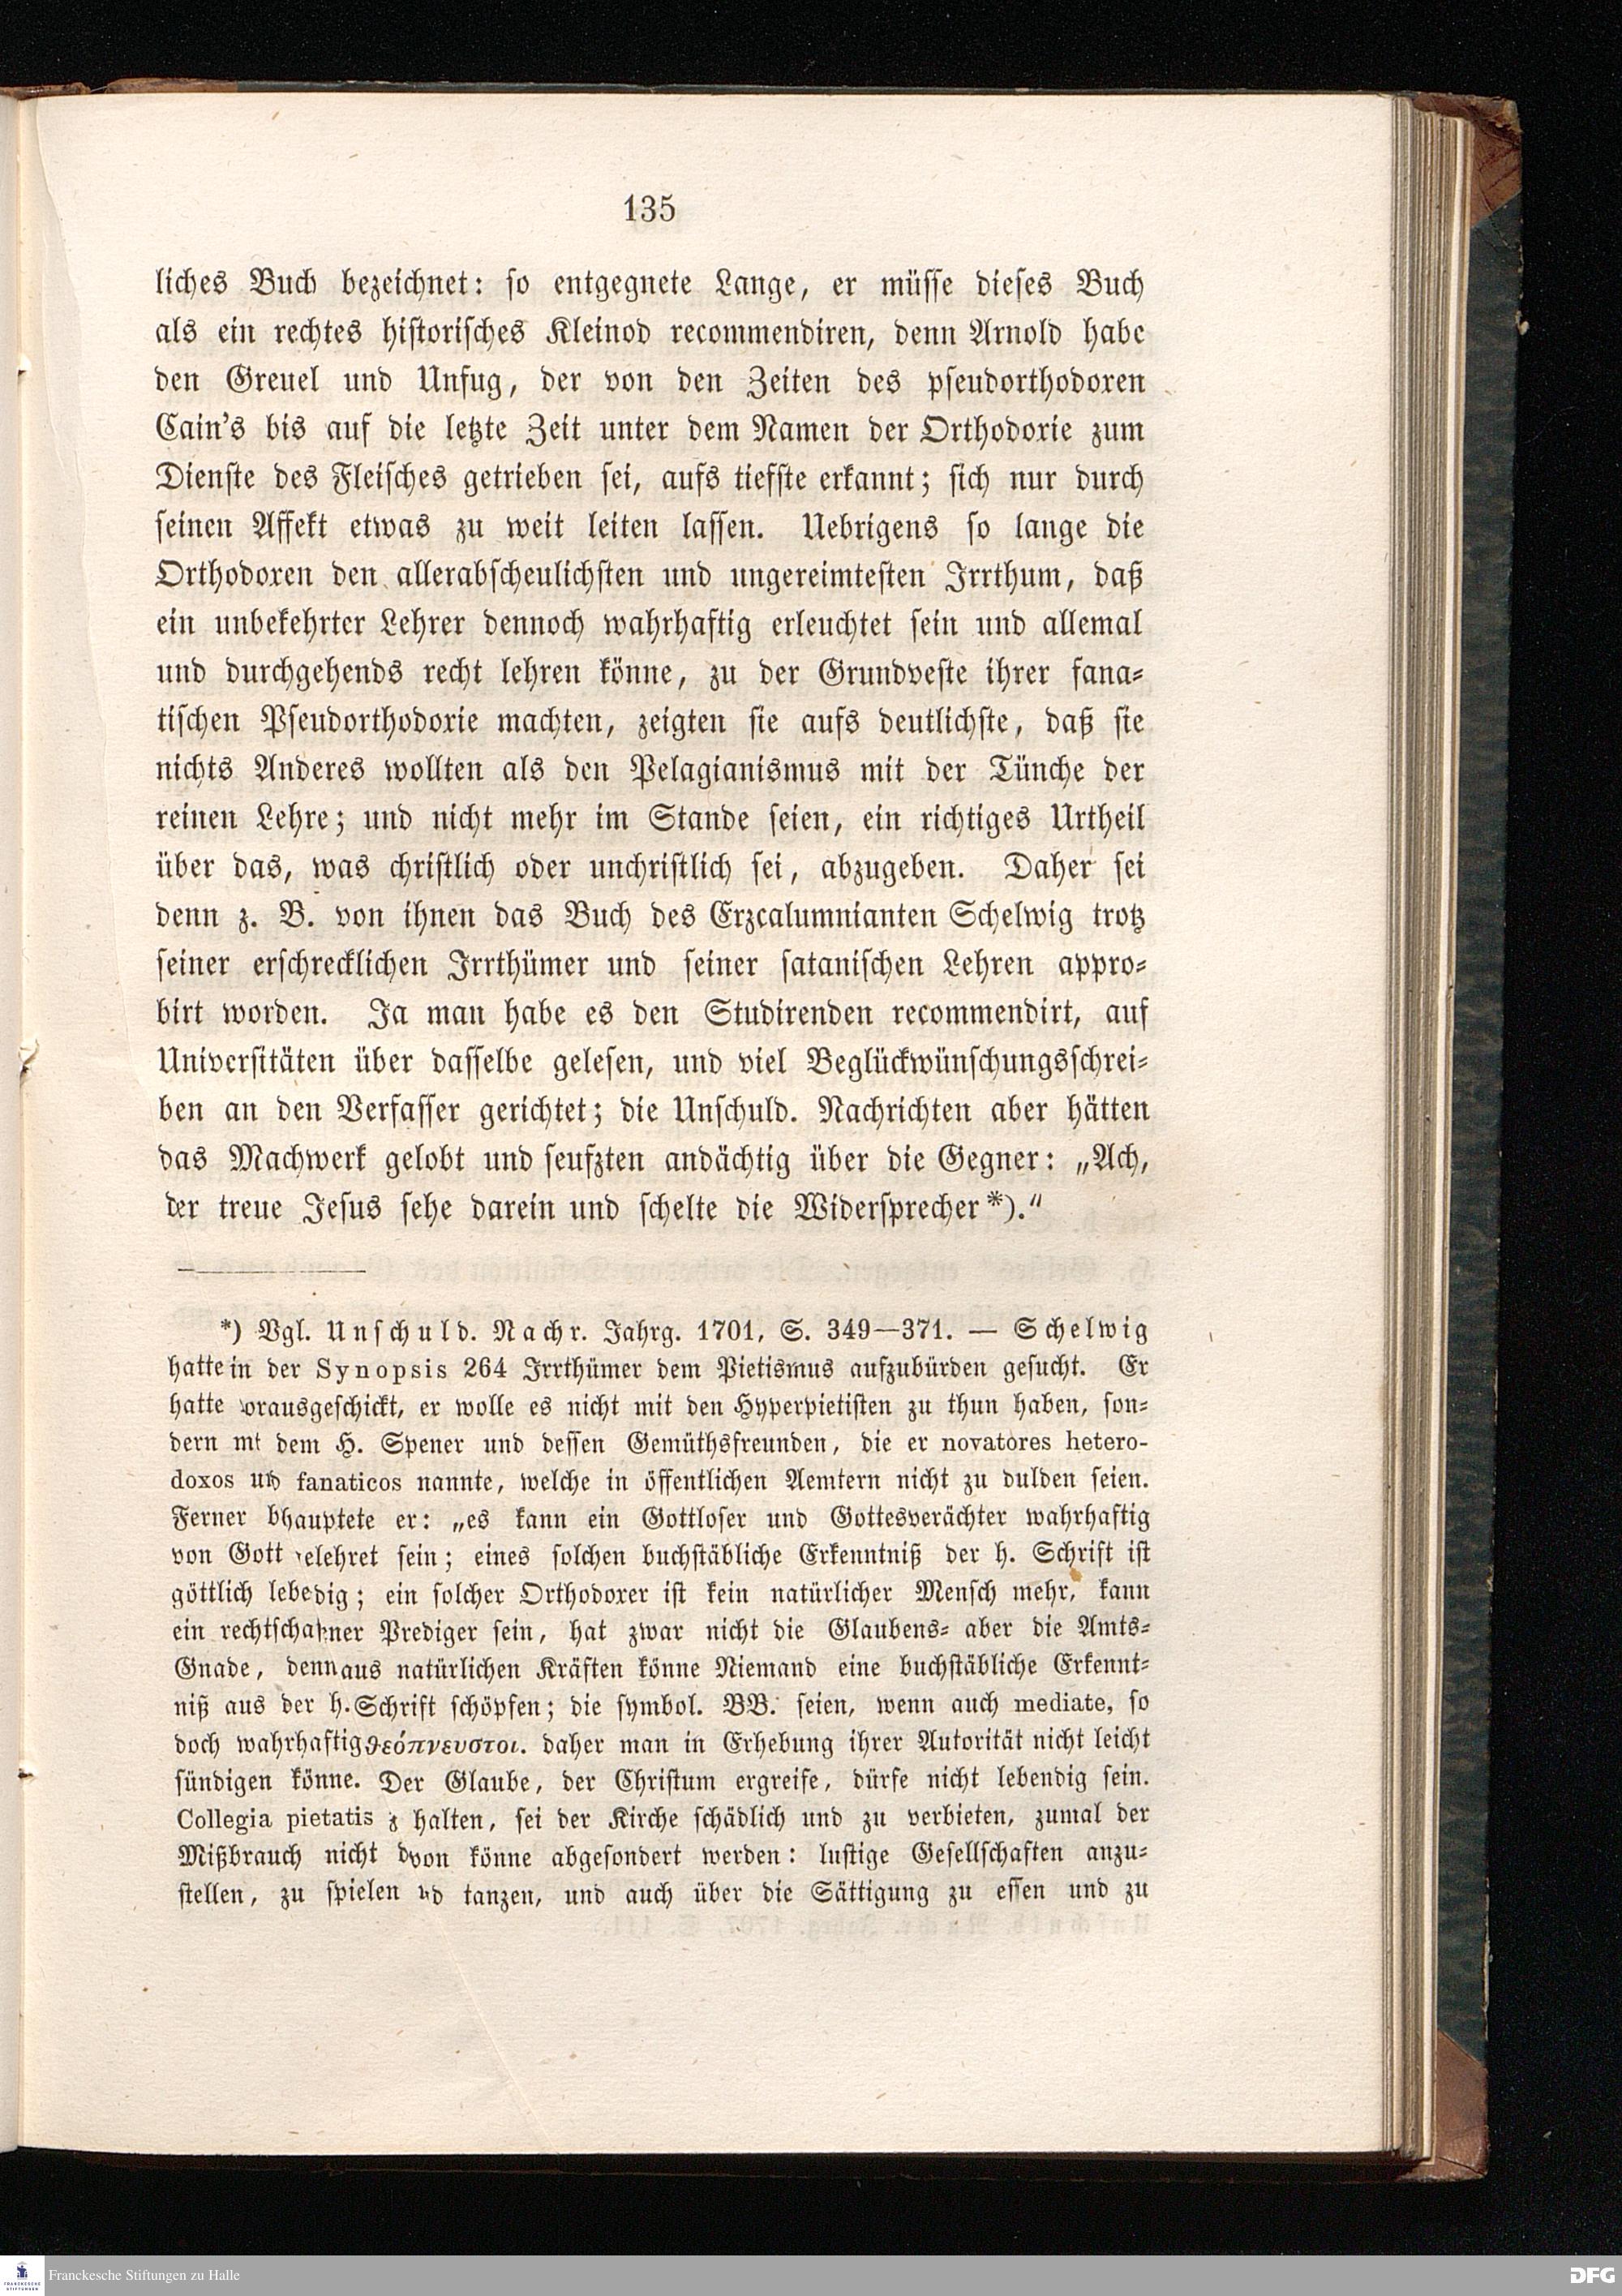 135
liches Buch bezeichnet: so entgegnete Lange, er müsse dieses Buch
als ein rechtes historisches Kleinod recommendiren, denn Arnold habe
den Greuel und Unfug, der von den Zeiten des pseudorthodoxen
Cain's bis auf die letzte Zeit unter dem Namen der Orthodoxie zum
Dienste des Fleisches getrieben sei, aufs tiefste erkannt; sich nur durch
seinen Affekt etwas zu weit leiten lassen. Uebrigens so lange die
Orthodoxen den allerabscheulichsten und ungereimtesten Irrthum, daß
ein unbekehrter Lehrer dennoch wahrhaftig erleuchtet sein und allemal
und durchgehends recht lehren könne, zu der Grundveste ihrer fana-
tischen Pseudorthodoxie machten, zeigten sie aufs deutlichste, daß sie
nichts Anderes wollten als den Pelagianismus mit der Tünche der
reinen Lehre; und nicht mehr im Stande seien, ein richtiges Urtheil
über das, was christlich oder unchristlich sei, abzugeben. Daher sei
denn z. B. von ihnen das Buch des Erzcalumnianten Schelwig trotz
seiner erschrecklichen Irrthümer und seiner satanischen Lehren appro-
birt worden. Ja man habe es den Studirenden recommendirt, auf
Universitäten über dasselbe gelesen, und viel Beglückwünschungsschrei-
ben an den Verfasser gerichtet; die Unschuld. Nachrichten aber hätten
das Machwerk gelobt und seufzten andächtig über die Gegner: „Ach,
der treue Jesus sehe darein und schelte die Widersprecher*).“
*) Vgl. Unschuld. Nachr. Jahrg. 1701, S. 349—371. — Schelwig
hatte in der Synopsis 264 Irrthümer dem Pietismus aufzubürden gesucht. Er
hatte vorausgeschickt, er wolle es nicht mit den Hyperpietisten zu thun haben, son-
dern mt dem H. Spener und dessen Gemüthsfreunden, die er novatores hetero-
doxos und fanaticos nannte, welche in öffentlichen Aemtern nicht zu dulden seien.
Ferner bhauptete er: „es kann ein Gottloser und Gottesverächter wahrhaftig
von Gott gelehret sein; eines solchen buchstäbliche Erkenntniß der h. Schrift ist
göttlich lebedig; ein solcher Orthodoxer ist kein natürlicher Mensch mehr, kann
ein rechtschafner Prediger sein, hat zwar nicht die Glaubens- aber die Amts-
Gnade, denn aus natürlichen Kräften könne Niemand eine buchstäbliche Erkennt-
niß aus der h. Schrift schöpfen; die symbol. BB. seien, wenn auch mediate, so
doch wahrhaftig θεόπνευστοι. daher man in Erhebung ihrer Autorität nicht leicht
sündigen könne. Der Glaube, der Christum ergreife, dürfe nicht lebendig sein.
Collegia pietatis z halten, sei der Kirche schädlich und zu verbieten, zumal der
Mißbrauch nicht dvon könne abgesondert werden: lustige Gesellschaften anzu-
stellen, zu spielen und tanzen, und auch über die Sättigung zu essen und zu
FRANCKESCHE STIFTUNGEN
Franckesche Stiftungen zu Halle
DFG